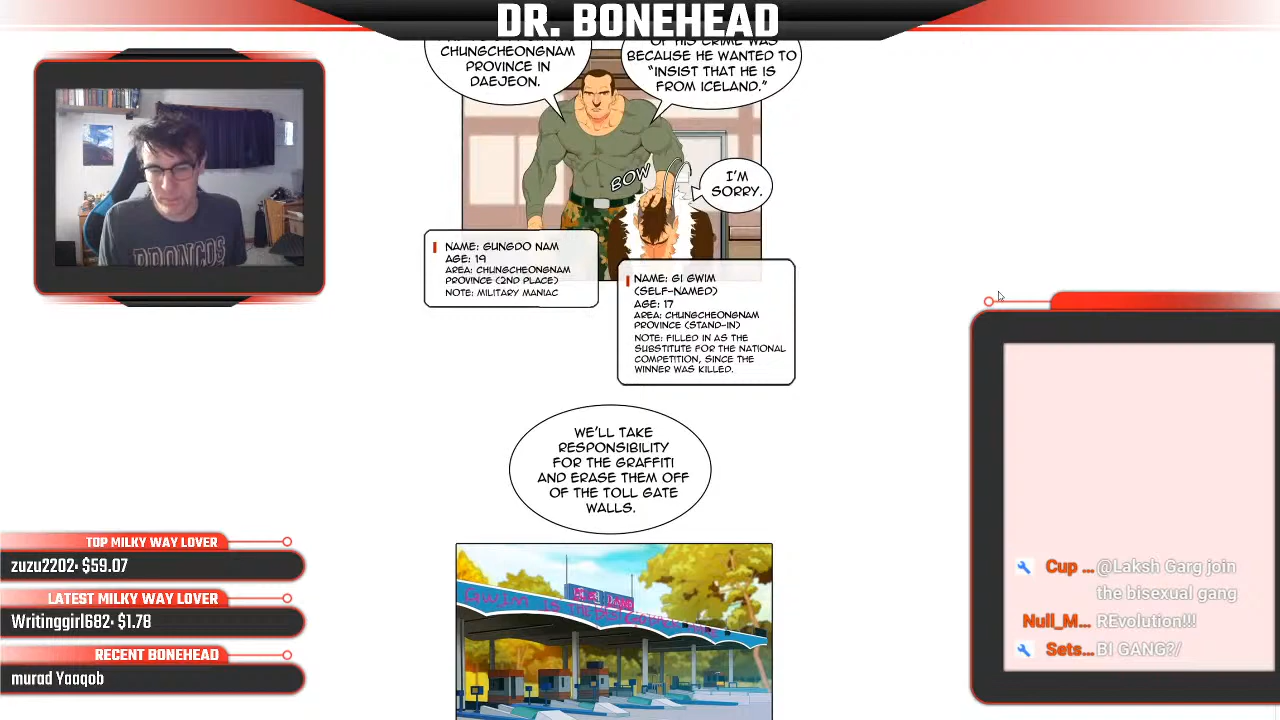 DR. BONEHEAD
CHUNGCHEONGNAM
PROVINCE IN
DAEJEON.
OF HIS CRIME WAS
BECAUSE HE WANTED TO
"INSIST THAT HE IS
FROM ICELAND."
BOW
I'M
SORRY.
NAME: GUNGDO NAM
AGE: 19
AREA: CHUNGCHEONGNAM
PROVINCE (2ND PLACE)
NOTE: MILITARY MANIAC
NAME: GI GWIM
(SELF-NAMED)
AGE: 17
AREA: CHUNGCHEONGNAM
PROVINCE (STAND-IN)
NOTE: FILLED IN AS THE
SUBSTITUTE FOR THE NATIONAL
COMPETITION, SINCE THE
WINNER WAS KILLED.
WE'LL TAKE
RESPONSIBILITY
FOR THE GRAFFITI
AND ERASE THEM OFF
OF THE TOLL GATE
WALLS.
BRONCOS
TOP MILKY WAY LOVER
zuzu2202· $59.07
LATEST MILKY WAY LOVER
Writinggirl682· $1.78
RECENT BONEHEAD
murad Yaaqob
Cup ... @Laksh Garg join
the bisexual gang
Null_M... REvolution!!!
Sets... BI GANG?/